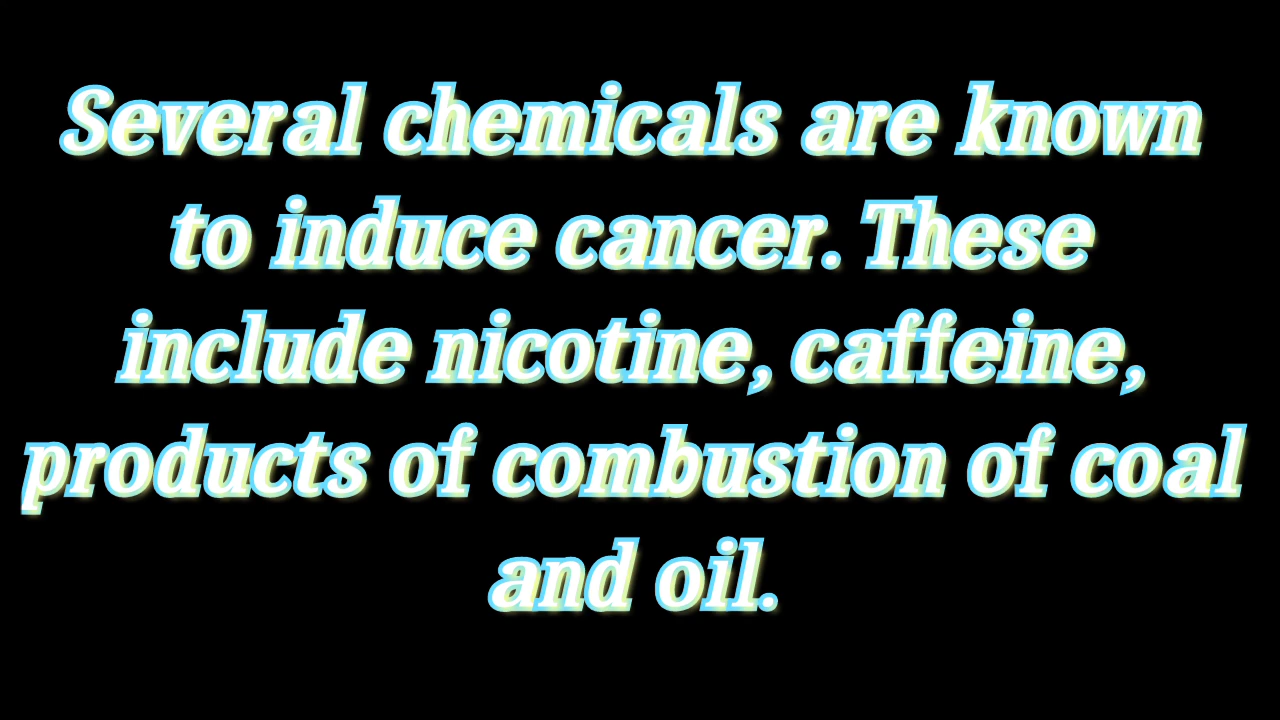 Several chemicals are known
to induce cancer. These
include nicotine, caffeine,
products of combustion of coal
and oil.